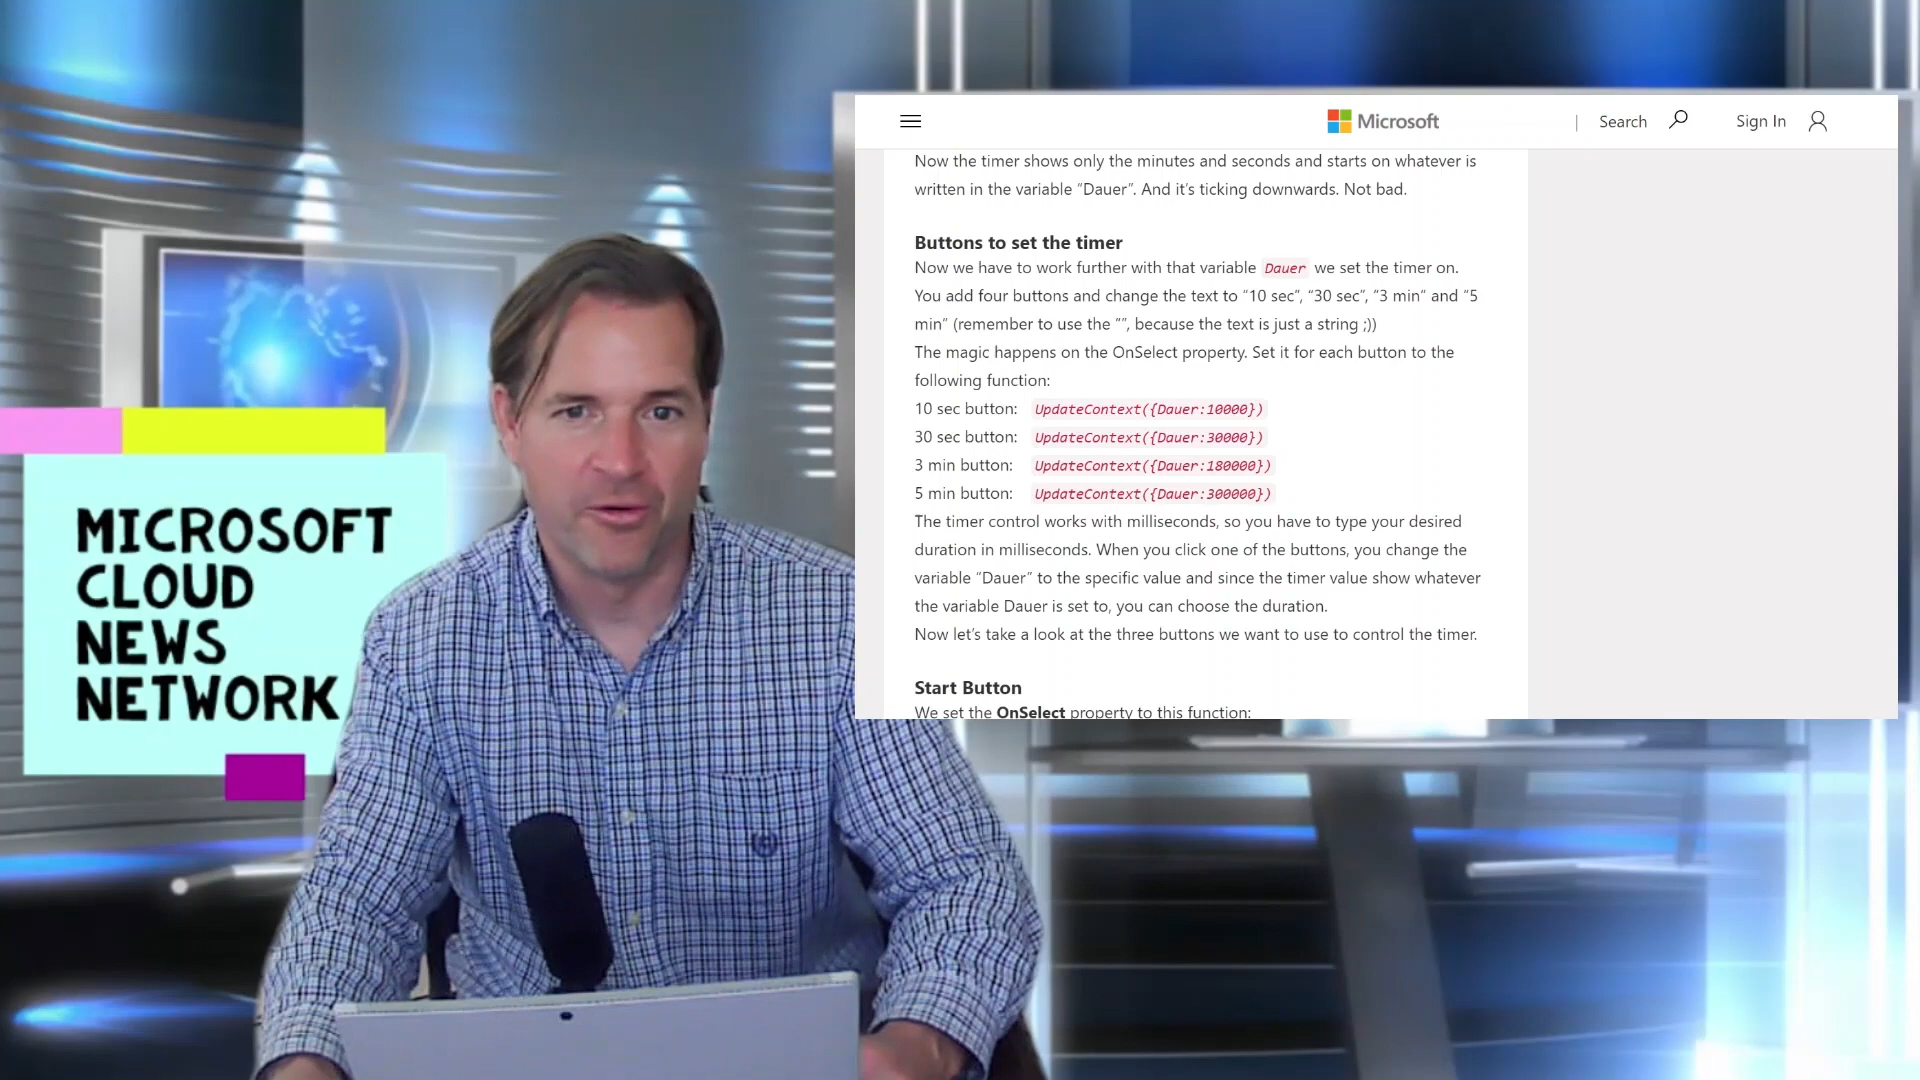 MICROSOFT
CLOUD
NEWS
NETWORK
Microsoft
| Search
Sign In
Now the timer shows only the minutes and seconds and starts on whatever is
written in the variable “Dauer”. And it’s ticking downwards. Not bad.
Buttons to set the timer
Now we have to work further with that variable Dauer we set the timer on.
You add four buttons and change the text to “10 sec”, “30 sec”, “3 min” and “5
min” (remember to use the “”, because the text is just a string ;))
The magic happens on the OnSelect property. Set it for each button to the
following function:
10 sec button: UpdateContext({Dauer:10000})
30 sec button: UpdateContext({Dauer:30000})
3 min button: UpdateContext({Dauer:180000})
5 min button: UpdateContext({Dauer:300000})
The timer control works with milliseconds, so you have to type your desired
duration in milliseconds. When you click one of the buttons, you change the
variable “Dauer” to the specific value and since the timer value show whatever
the variable Dauer is set to, you can choose the duration.
Now let’s take a look at the three buttons we want to use to control the timer.
Start Button
We set the OnSelect property to this function: